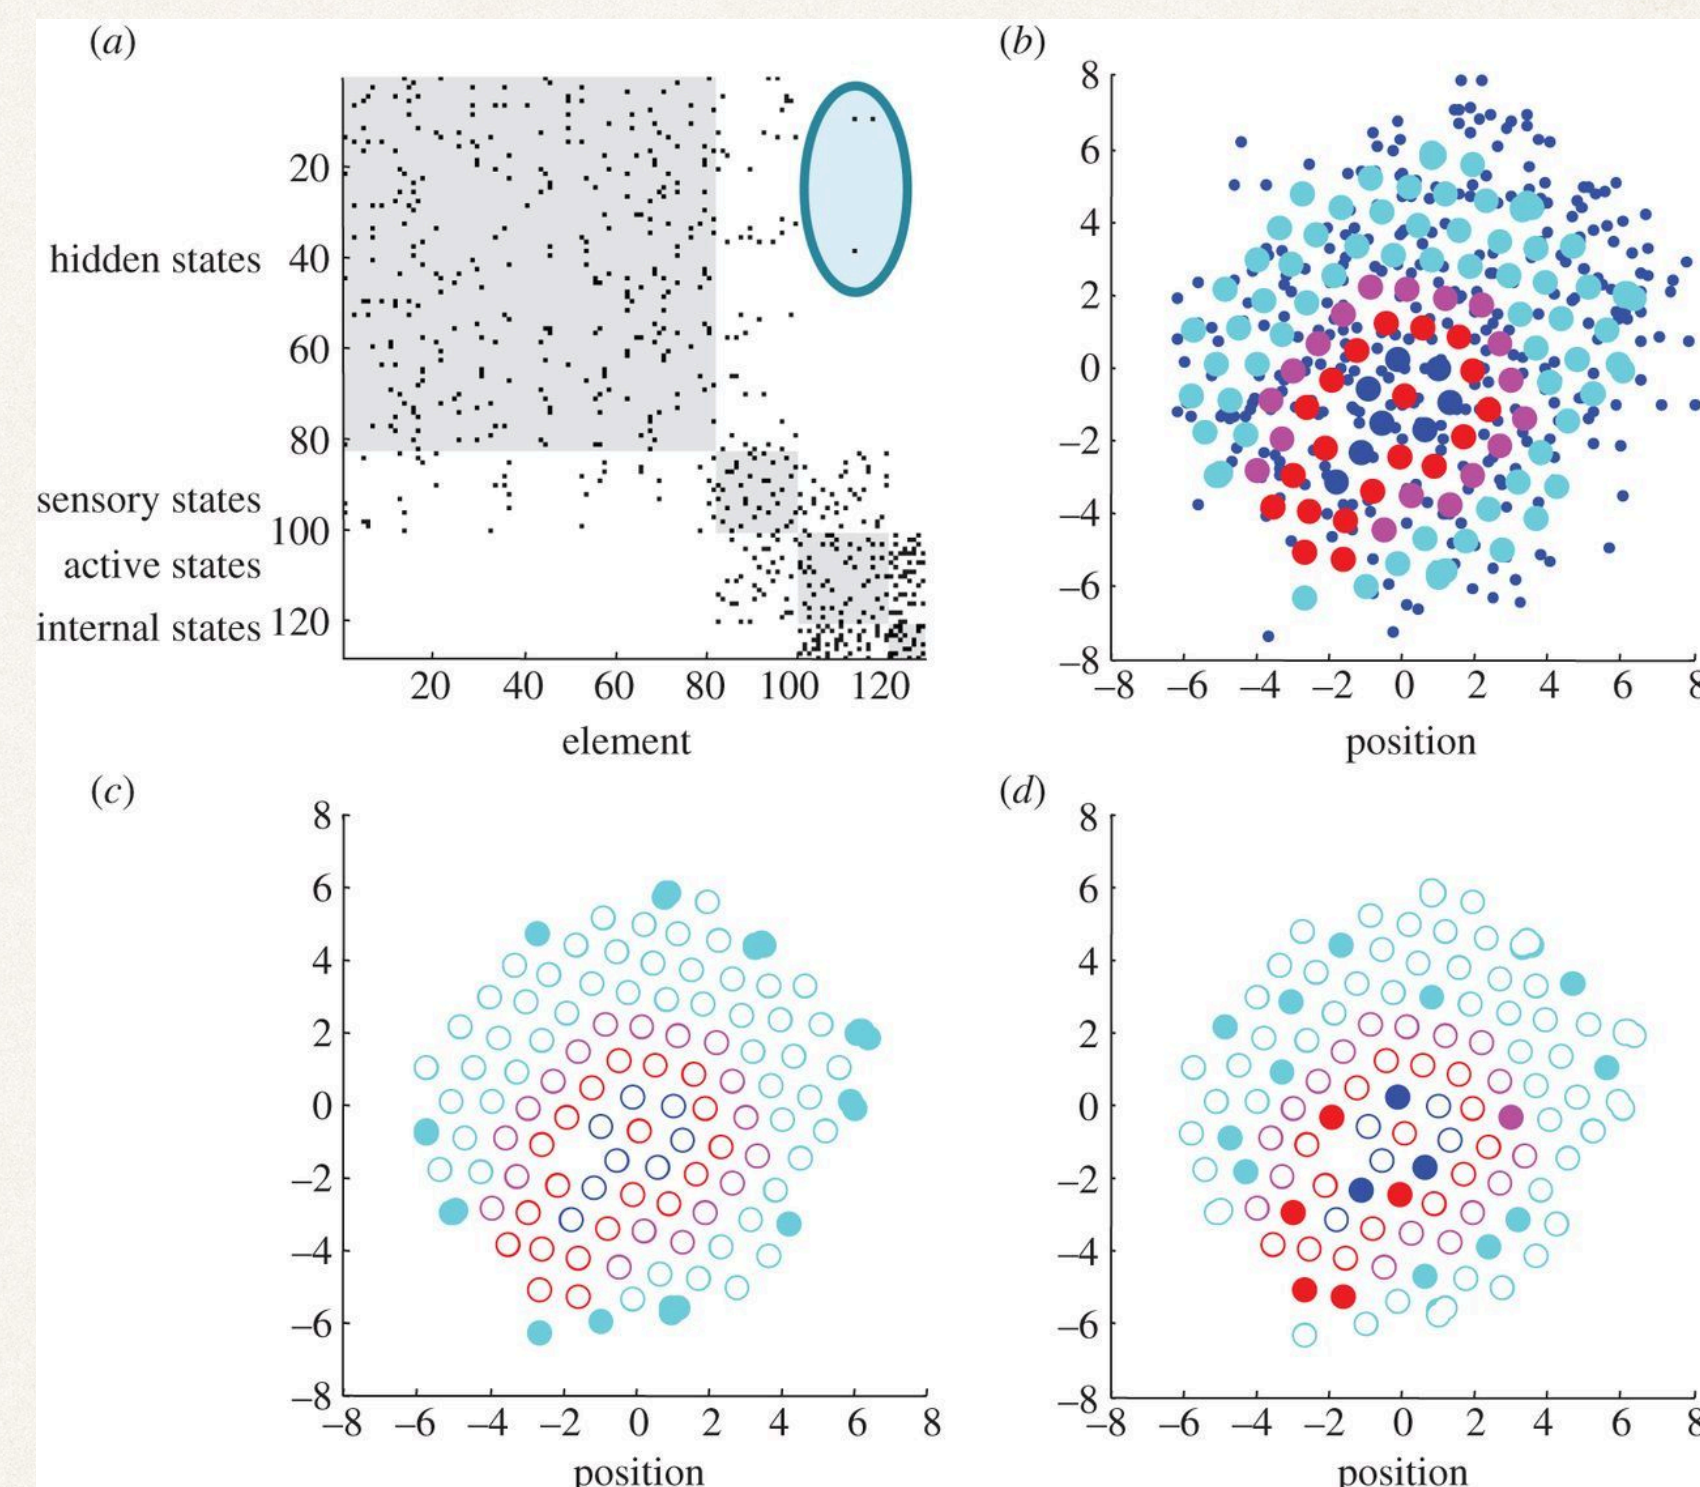 (a)
20
hidden states 40
60
80
sensory states
100
active states
internal states 120
20 40 60 80 100 120
element
(b)
8
6
4
2
0
−2
−4
−6
−8
−8 −6 −4 −2 0 2 4 6 8
position
(c)
8
6
4
2
0
−2
−4
−6
−8
−8 −6 −4 −2 0 2 4 6 8
position
(d)
8
6
4
2
0
−2
−4
−6
−8
−8 −6 −4 −2 0 2 4 6 8
position